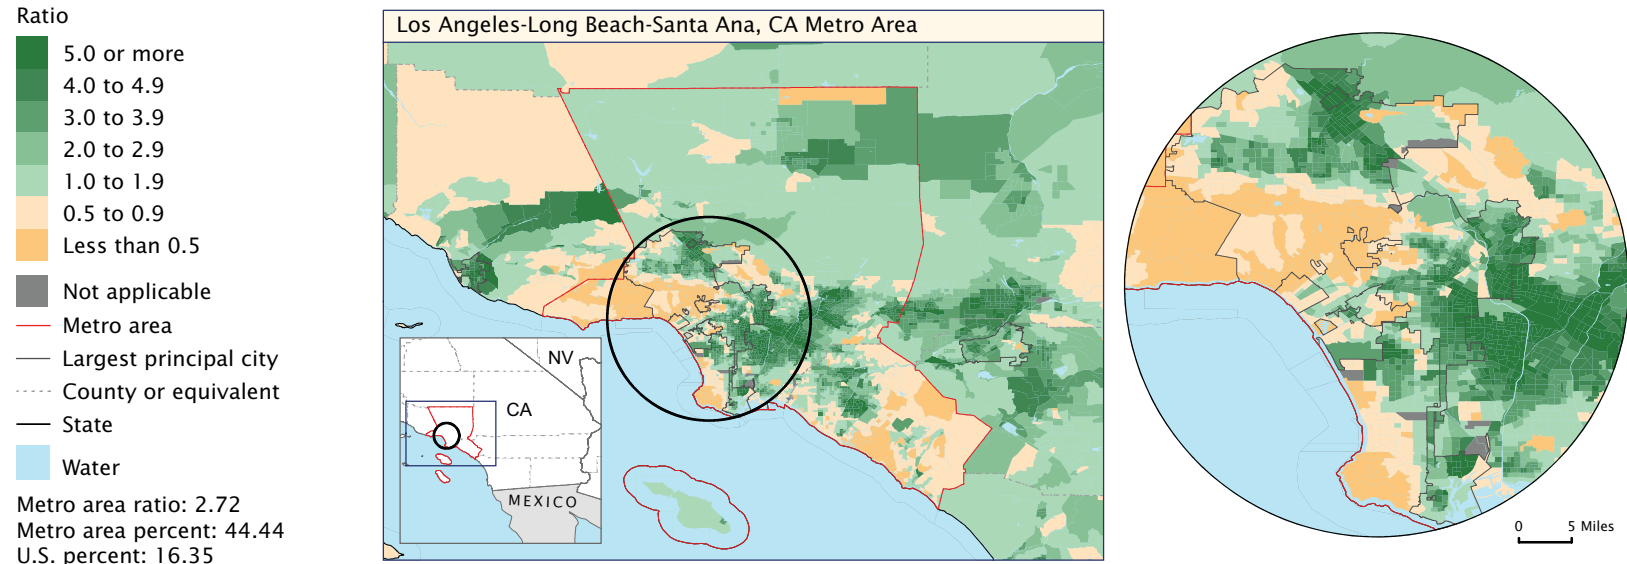 Ratio
5.0 or more
4.0 to 4.9
3.0 to 3.9
2.0 to 2.9
1.0 to 1.9
0.5 to 0.9
Less than 0.5
Not applicable
Metro area
Largest principal city
County or equivalent
State
Water
Metro area ratio: 2.72
Metro area percent: 44.44
U.S. percent: 16.35
Los Angeles-Long Beach-Santa Ana, CA Metro Area
NV
CA
MEXICO
0 5 Miles